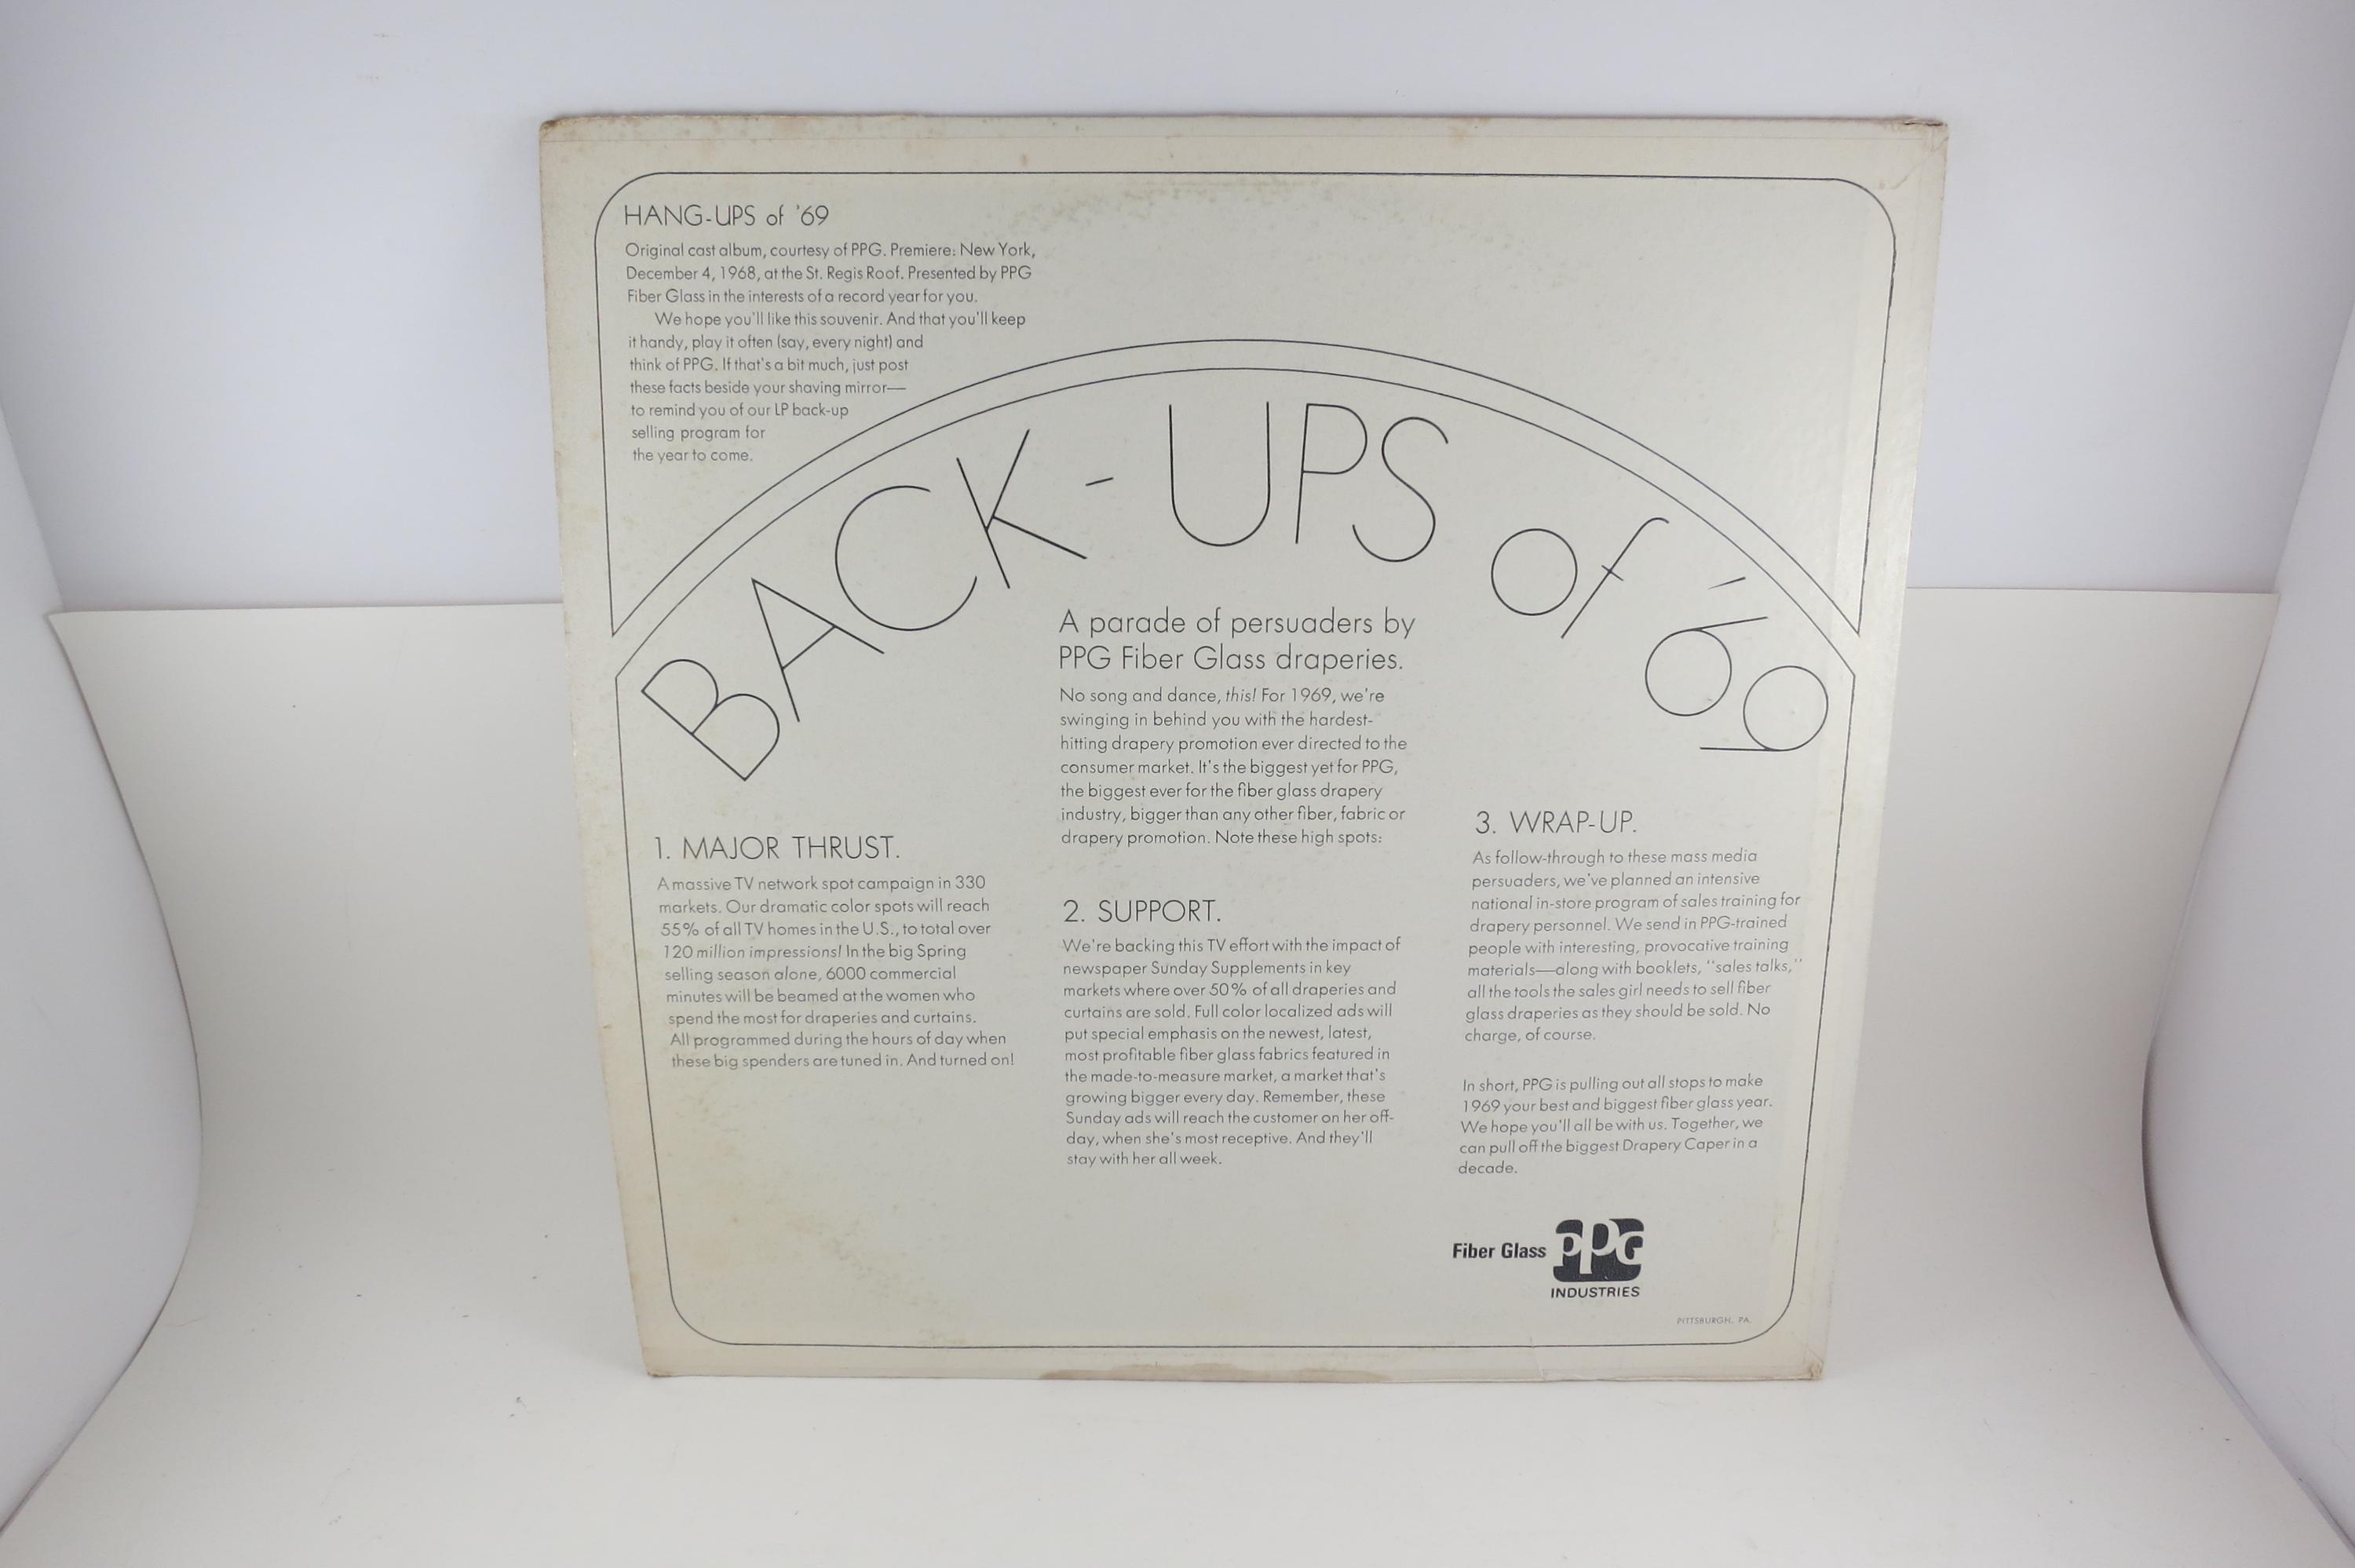 HANG-UPS of '69
Original cast album, courtesy of PPG. Premiere: New York,
December 4, 1968, at the St. Regis Roof. Presented by PPG
Fiber Glass in the interests of a record year for you.
We hope you'll like this souvenir. And that you'll keep
it handy, play it often (say, every night) and
think of PPG. If that's a bit much, just post
these facts beside your shaving mirror—
to remind you of our LP back-up
selling program for
the year to come.
BACK-UPS of '69
A parade of persuaders by
PPG Fiber Glass draperies.
No song and dance, this! For 1969, we're
swinging in behind you with the hardest-
hitting drapery promotion ever directed to the
consumer market. It's the biggest yet for PPG,
the biggest ever for the fiber glass drapery
industry, bigger than any other fiber, fabric or
drapery promotion. Note these high spots:
1. MAJOR THRUST.
A massive TV network spot campaign in 330
markets. Our dramatic color spots will reach
55% of all TV homes in the U.S., to total over
120 million impressions! In the big Spring
selling season alone, 6000 commercial
minutes will be beamed at the women who
spend the most for draperies and curtains.
All programmed during the hours of day when
these big spenders are tuned in. And turned on!
2. SUPPORT.
We're backing this TV effort with the impact of
newspaper Sunday Supplements in key
markets where over 50% of all draperies and
curtains are sold. Full color localized ads will
put special emphasis on the newest, latest,
most profitable fiber glass fabrics featured in
the made-to-measure market, a market that's
growing bigger every day. Remember, these
Sunday ads will reach the customer on her off-
day, when she's most receptive. And they'll
stay with her all week.
3. WRAP-UP.
As follow-through to these mass media
persuaders, we've planned an intensive
national in-store program of sales training for
drapery personnel. We send in PPG-trained
people with interesting, provocative training
materials—along with booklets, "sales talks,"
all the tools the sales girl needs to sell fiber
glass draperies as they should be sold. No
charge, of course.
In short, PPG is pulling out all stops to make
1969 your best and biggest fiber glass year.
We hope you'll all be with us. Together, we
can pull off the biggest Drapery Caper in a
decade.
Fiber Glass PPG
INDUSTRIES
PITTSBURGH, PA.